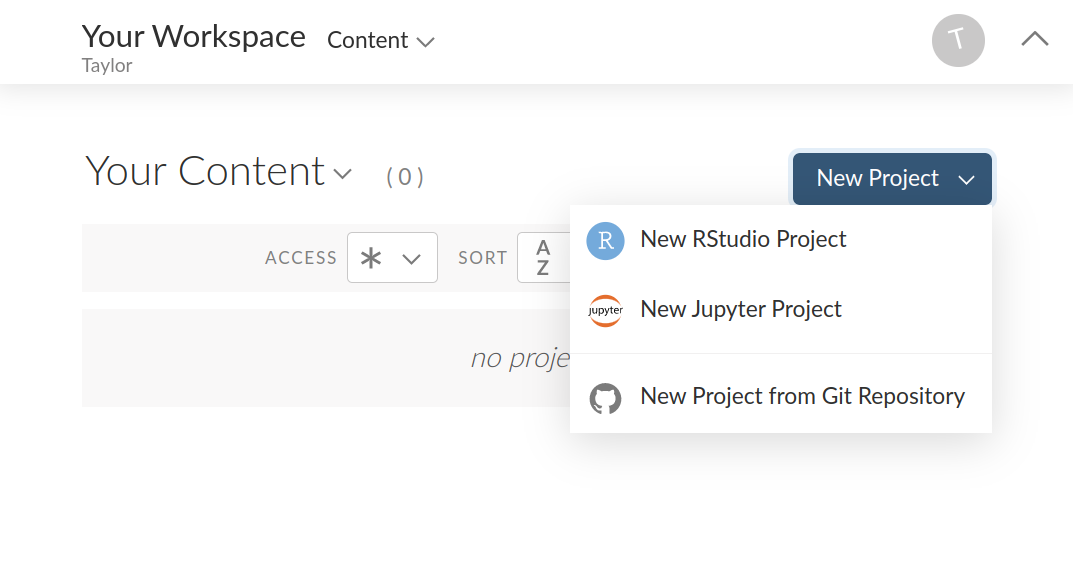 Your Workspace Content
Taylor
T
Your Content (0)
New Project
ACCESS * SORT A
Z
R New RStudio Project
jupyter New Jupyter Project
no proje
New Project from Git Repository